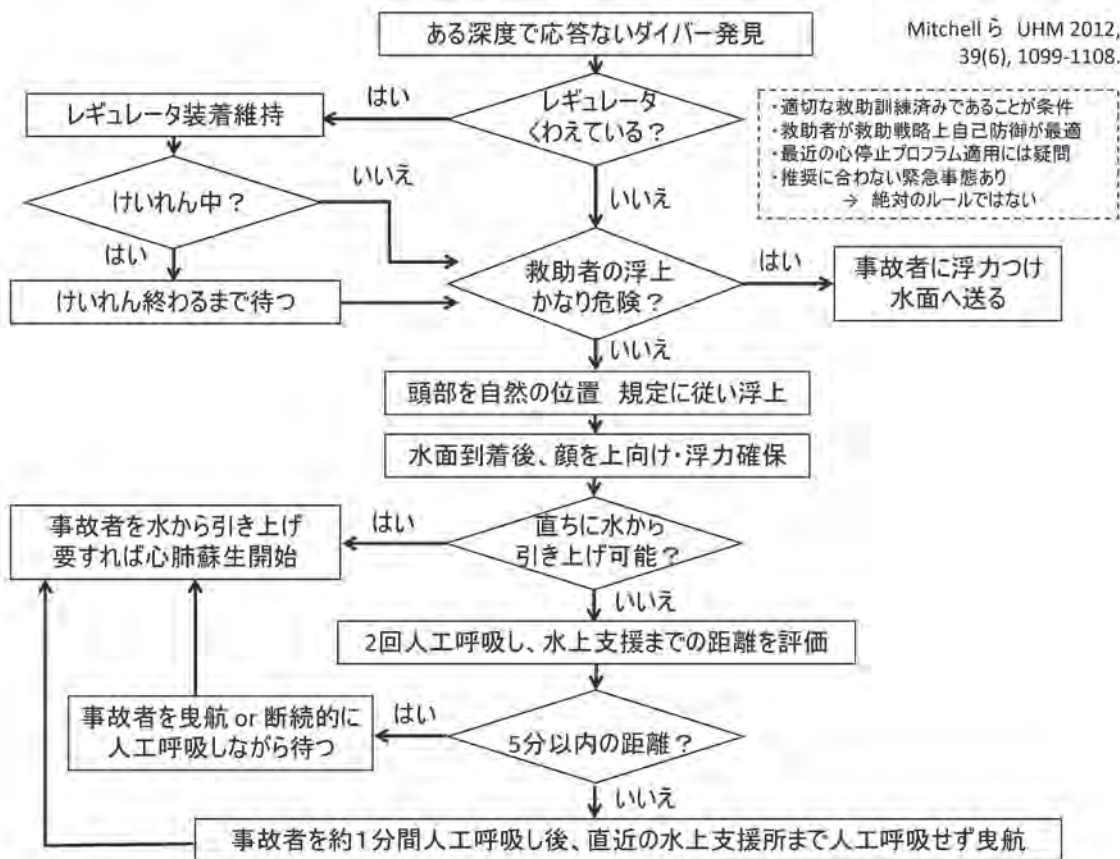 ある深度で応答ないダイバー発見
Mitchellら UHM 2012,
39(6), 1099-1108.
レギュレータ
くわえている?
はい
レギュレータ装着維持
・適切な救助訓練済みであることが条件
・救助者が救助戦略上自己防御が最適
・最近の心停止プロフラム適用には疑問
・推奨に合わない緊急事態あり
→ 絶対のルールではない
いいえ
けいれん中?
いいえ
はい
けいれん終わるまで待つ
救助者の浮上
かなり危険?
はい
事故者に浮力つけ
水面へ送る
いいえ
頭部を自然の位置 規定に従い浮上
水面到着後、顔を上向け・浮力確保
直ちに水から
引き上げ可能?
はい
事故者を水から引き上げ
要すれば心肺蘇生開始
いいえ
2回人工呼吸し、水上支援までの距離を評価
5分以内の距離?
はい
事故者を曳航 or 断続的に
人工呼吸しながら待つ
いいえ
事故者を約1分間人工呼吸し後、直近の水上支援所まで人工呼吸せず曳航